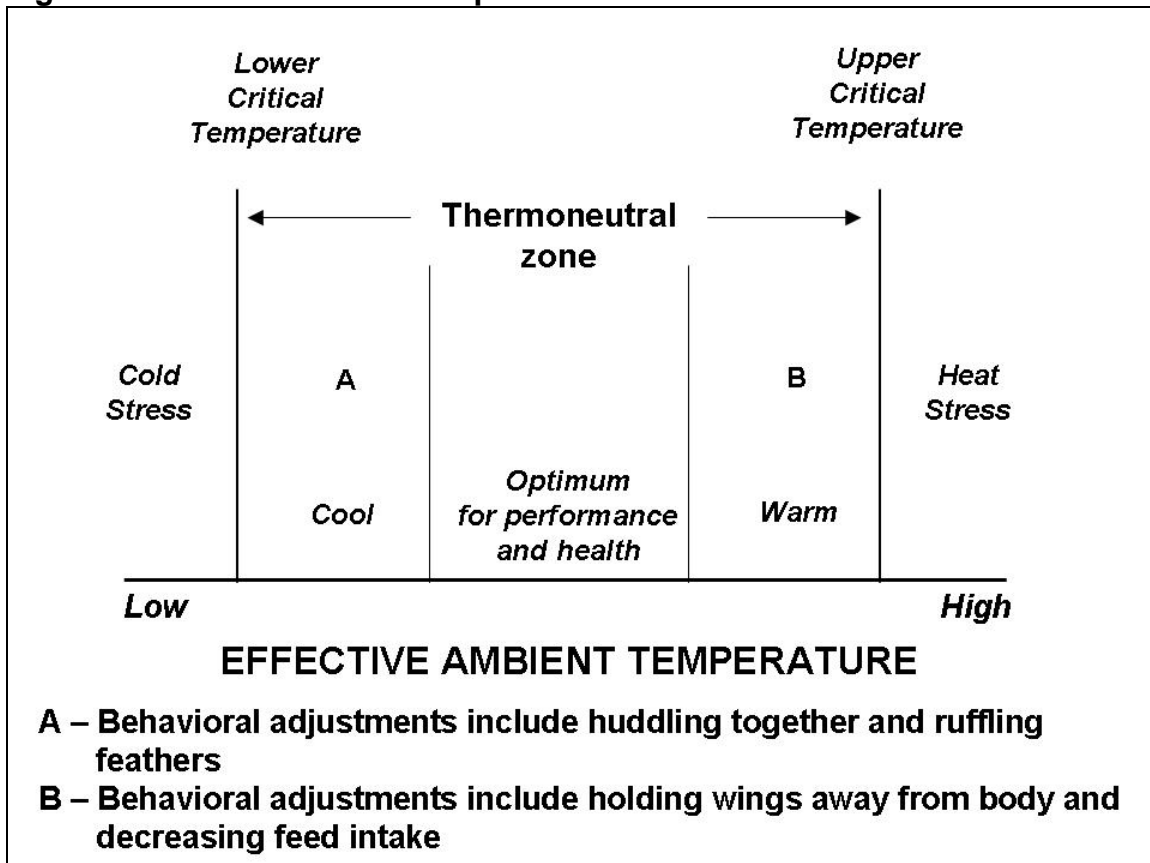 Lower
Critical
Temperature
Upper
Critical
Temperature
Thermoneutral
zone
Cold
Stress
A
B
Heat
Stress
Cool
Optimum
for performance
and health
Warm
Low
High
EFFECTIVE AMBIENT TEMPERATURE
A – Behavioral adjustments include huddling together and ruffling
feathers
B – Behavioral adjustments include holding wings away from body and
decreasing feed intake